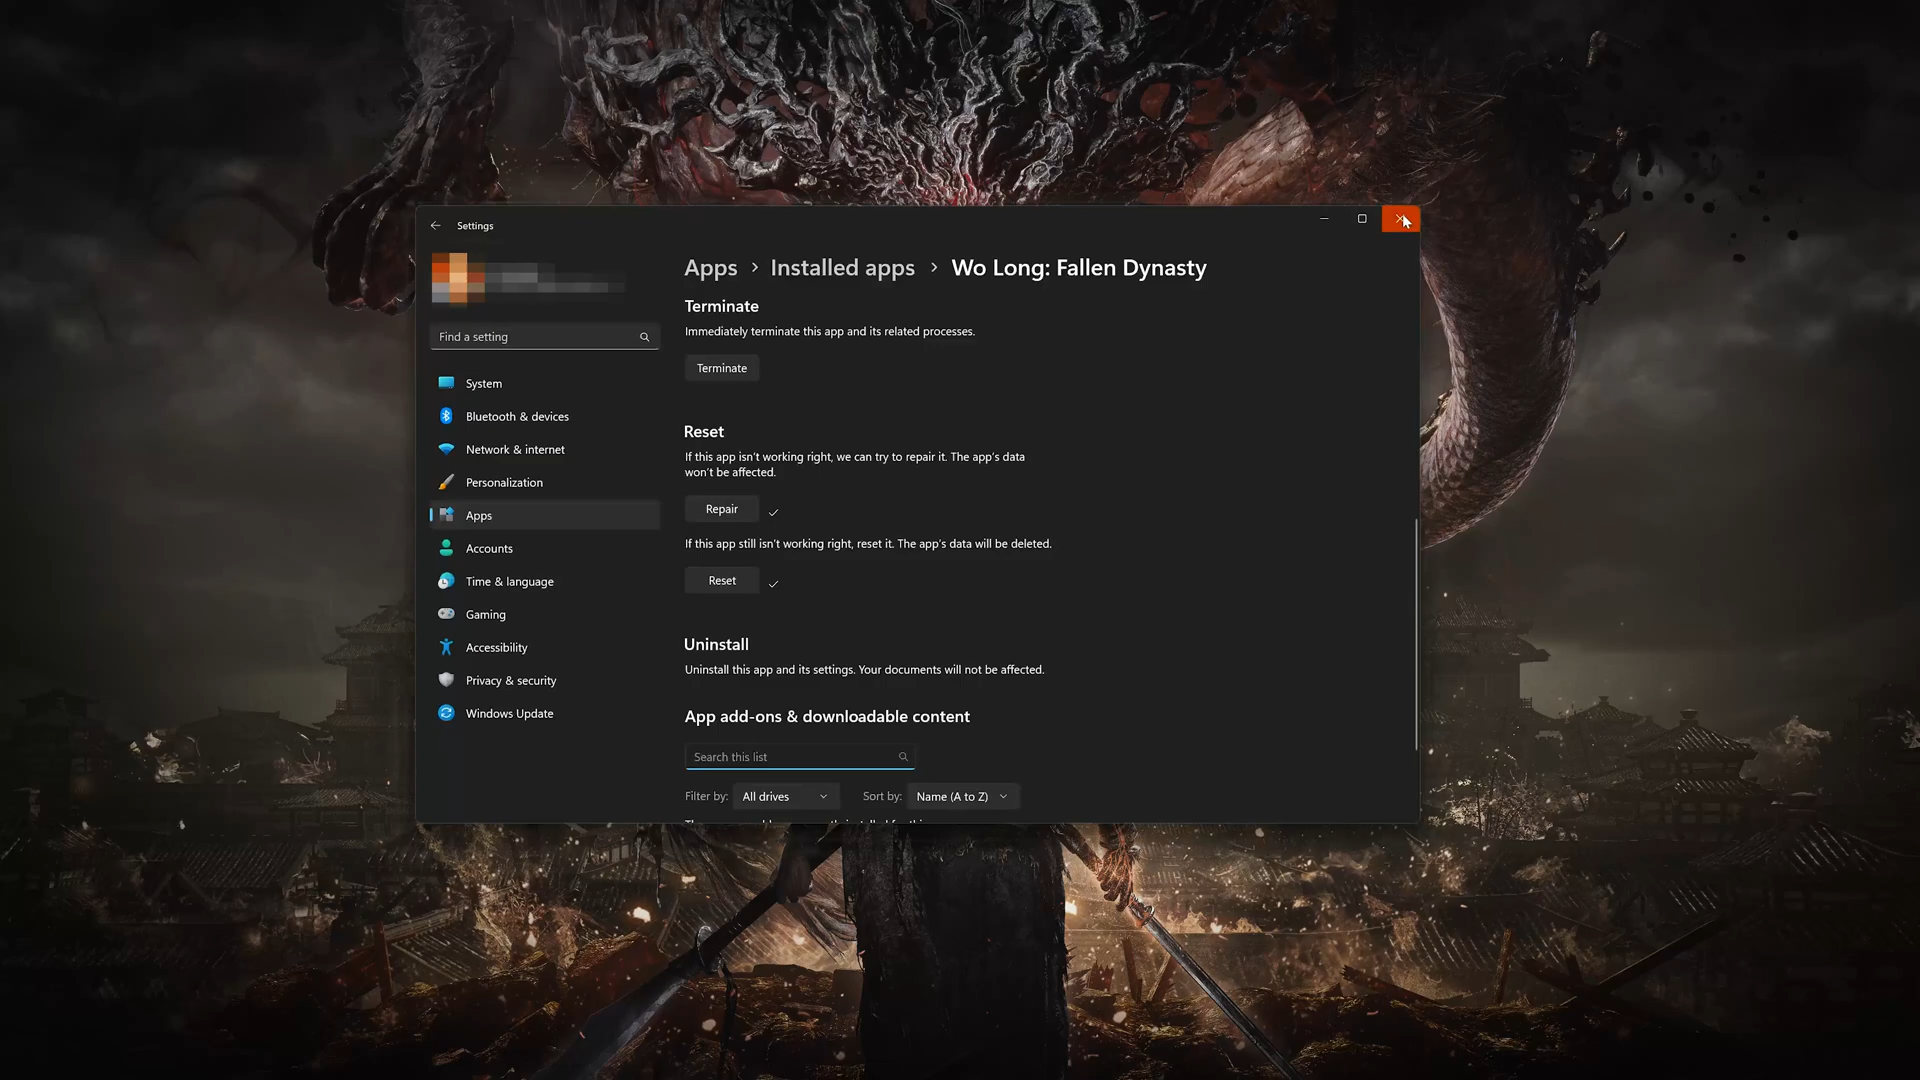 Settings
Apps > Installed apps > Wo Long: Fallen Dynasty
Find a setting
System
Bluetooth & devices
Network & internet
Personalization
Apps
Accounts
Time & language
Gaming
Accessibility
Privacy & security
Windows Update
Terminate
Immediately terminate this app and its related processes.
Terminate
Reset
If this app isn't working right, we can try to repair it. The app's data
won't be affected.
Repair
If this app still isn't working right, reset it. The app's data will be deleted.
Reset
Uninstall
Uninstall this app and its settings. Your documents will not be affected.
App add-ons & downloadable content
Search this list
Filter by: All drives Sort by: Name (A to Z)